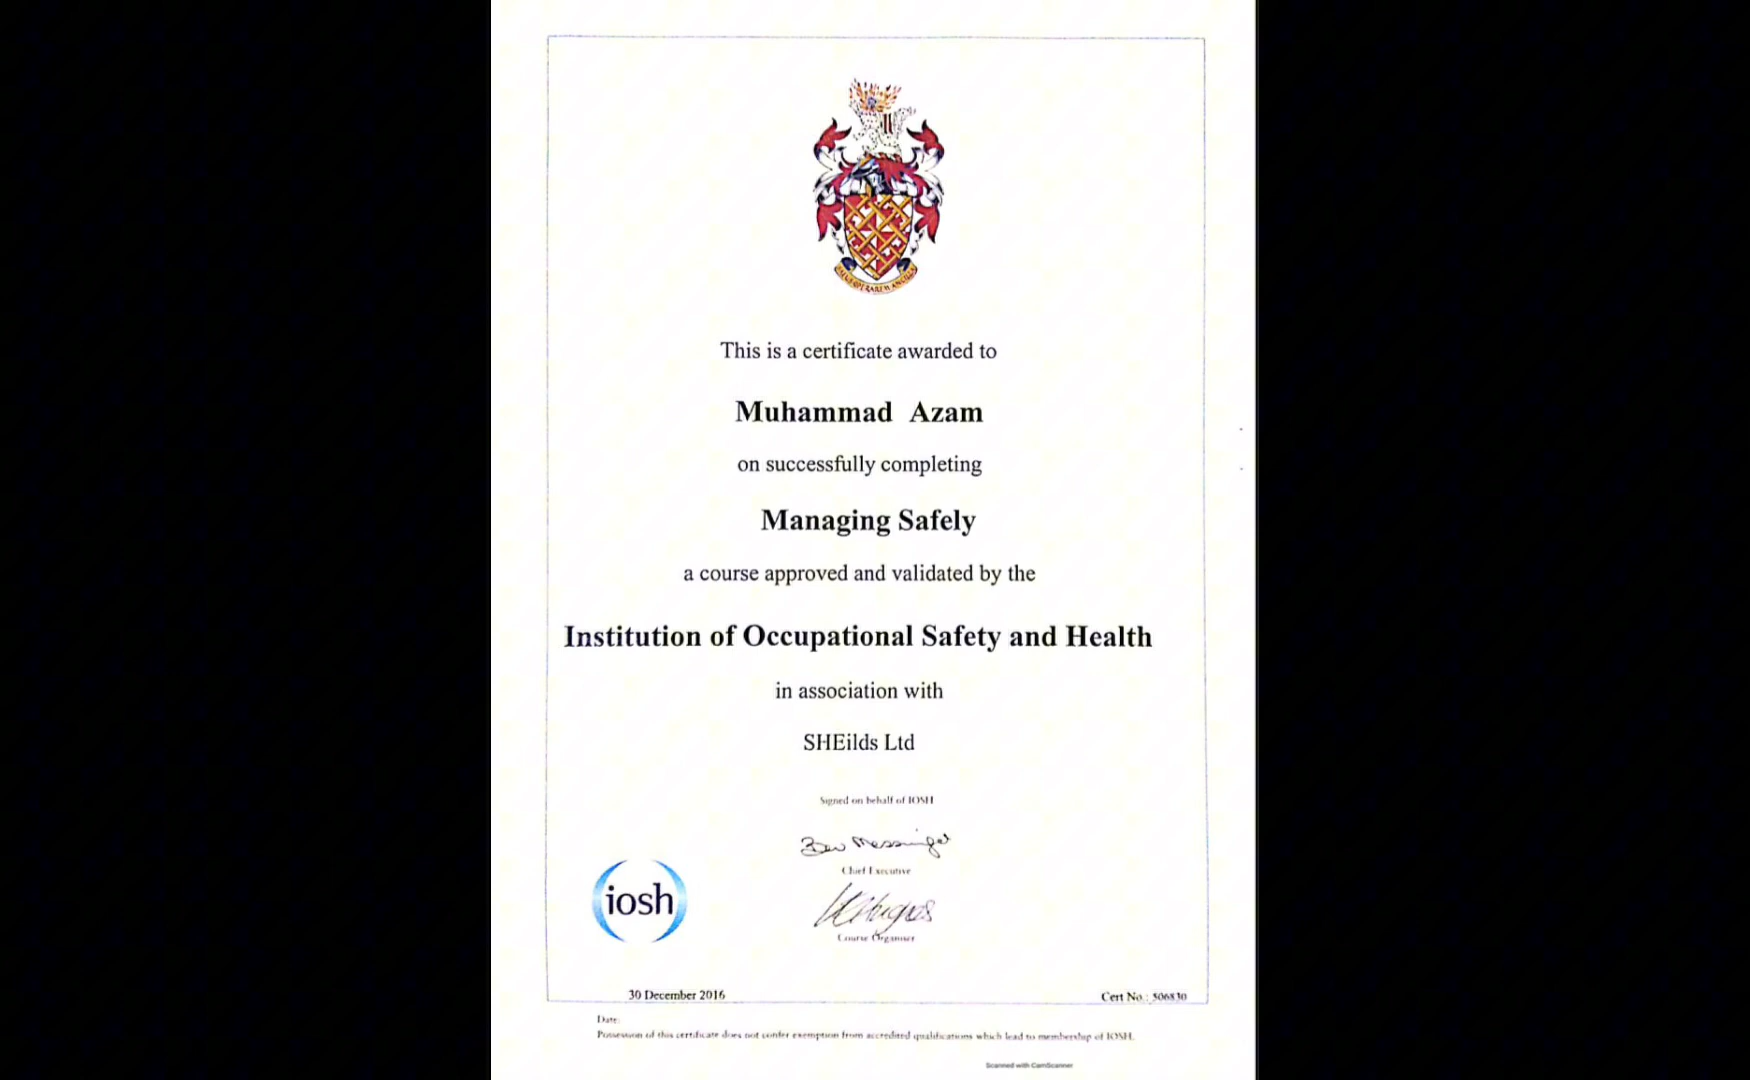 This is a certificate awarded to
Muhammad Azam
on successfully completing
Managing Safely
a course approved and validated by the
Institution of Occupational Safety and Health
in association with
SHEilds Ltd
Signed on behalf of IOSH
Bev Messinger
Chief Executive
Course Organiser
iosh
30 December 2016
Cert No.: 506830
Date:
Possession of this certificate does not confer exemption from accredited qualifications which lead to membership of IOSH.
Scanned with CamScanner